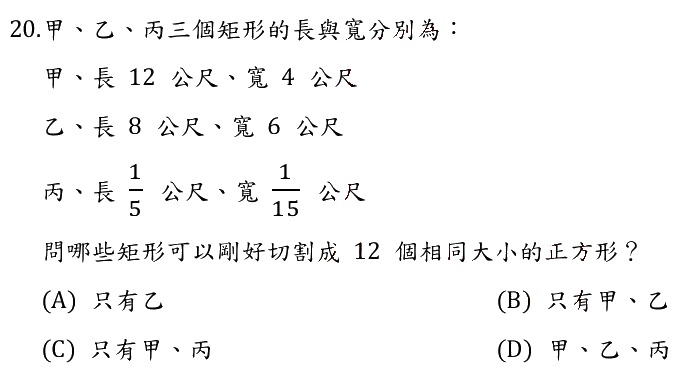 20.甲、乙、丙三個矩形的長與寬分別為：
甲、長 12 公尺、寬 4 公尺
乙、長 8 公尺、寬 6 公尺
丙、長 1/5 公尺、寬 1/15 公尺
問哪些矩形可以剛好切割成 12 個相同大小的正方形？
(A) 只有乙 (B) 只有甲、乙
(C) 只有甲、丙 (D) 甲、乙、丙